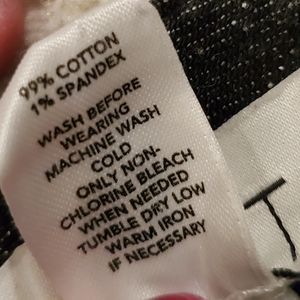 99% COTTON
1% SPANDEX
WASH BEFORE
WEARING
MACHINE WASH
COLD
ONLY NON-
CHLORINE BLEACH
WHEN NEEDED
TUMBLE DRY LOW
WARM IRON
IF NECESSARY
T